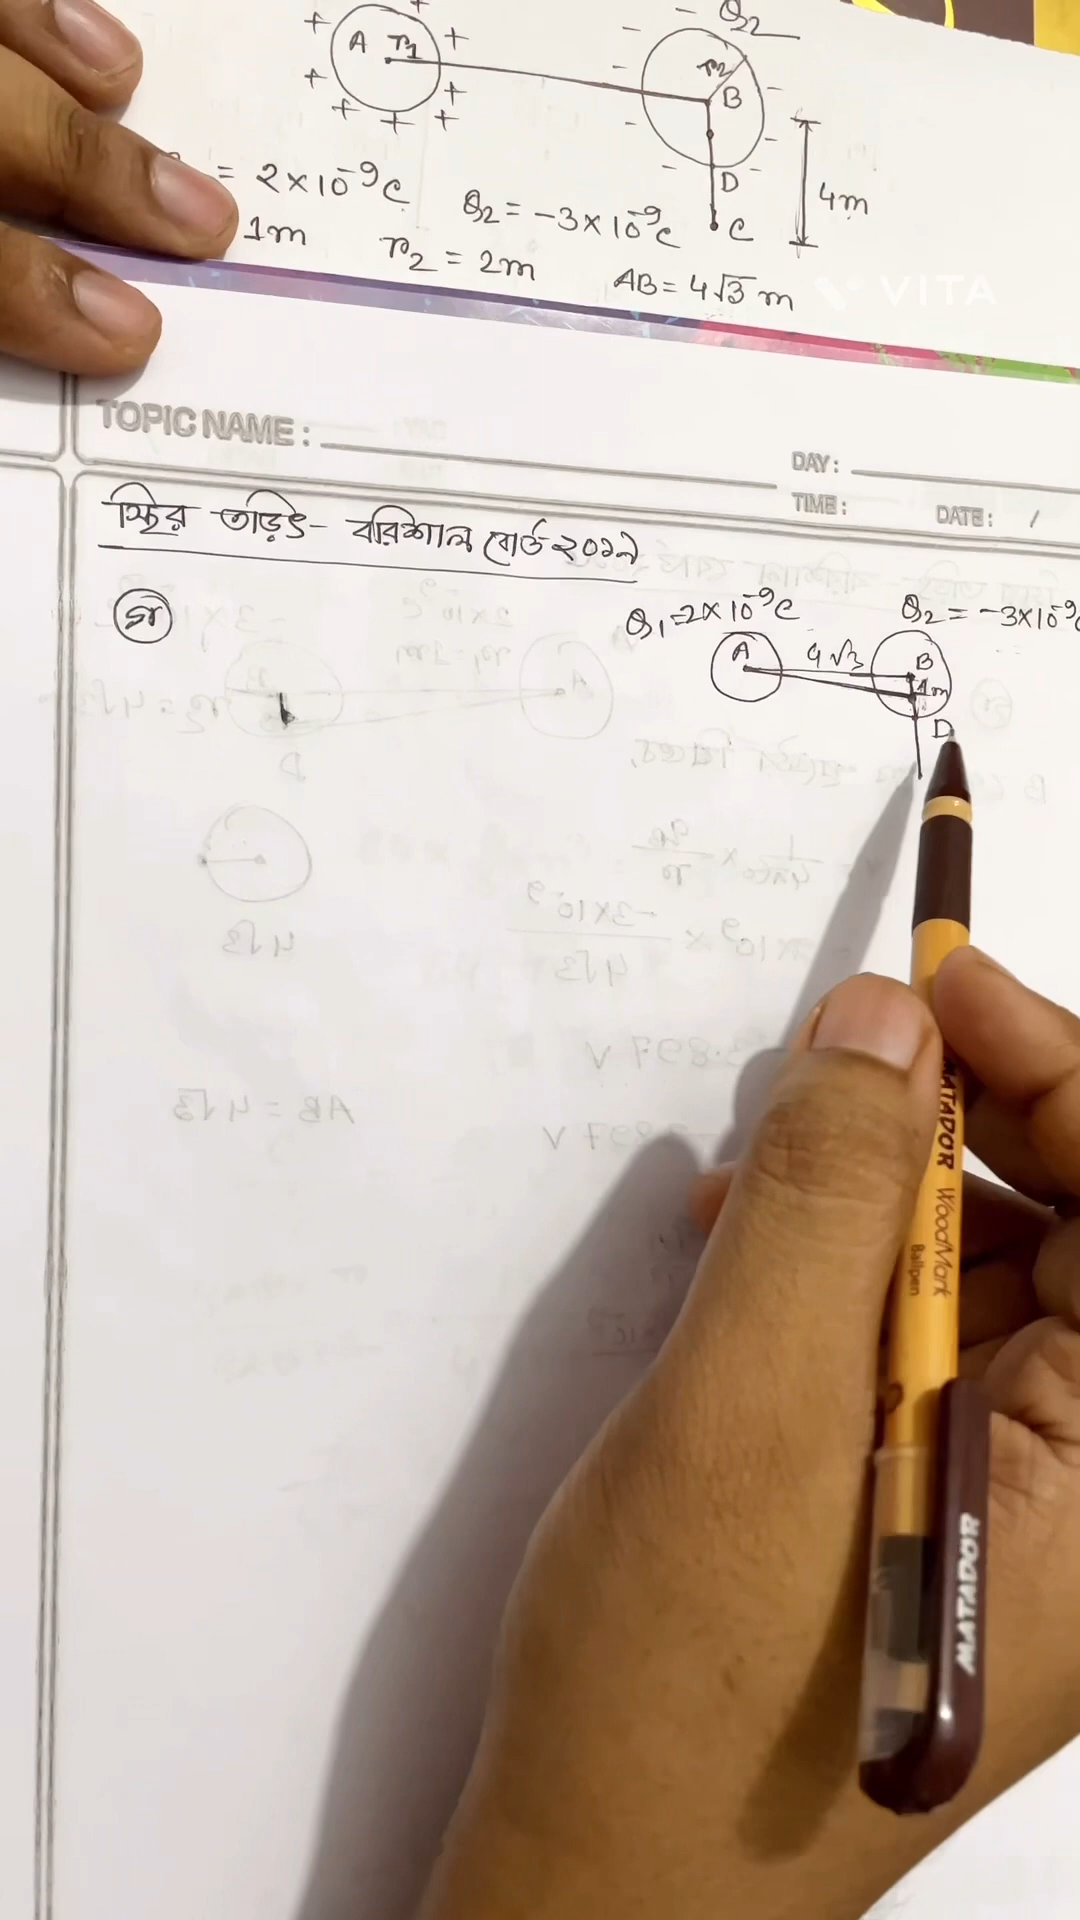 Q2
A r1
r2
B
D
C
4m
= 2×10⁻⁹C
Q2 = -3×10⁻⁹C
1m
r2 = 2m
AB = 4√3 m
VITA
TOPIC NAME :
DAY :
TIME :
DATE : /
স্থির তড়িৎ - বরিশাল বোর্ড ২০১৭
গ
Q1=2×10⁻⁹C
Q2 = -3×10⁻⁹C
A
4√3
B
1m
D
MATADOR WoodMark
Ballpen
MATADOR